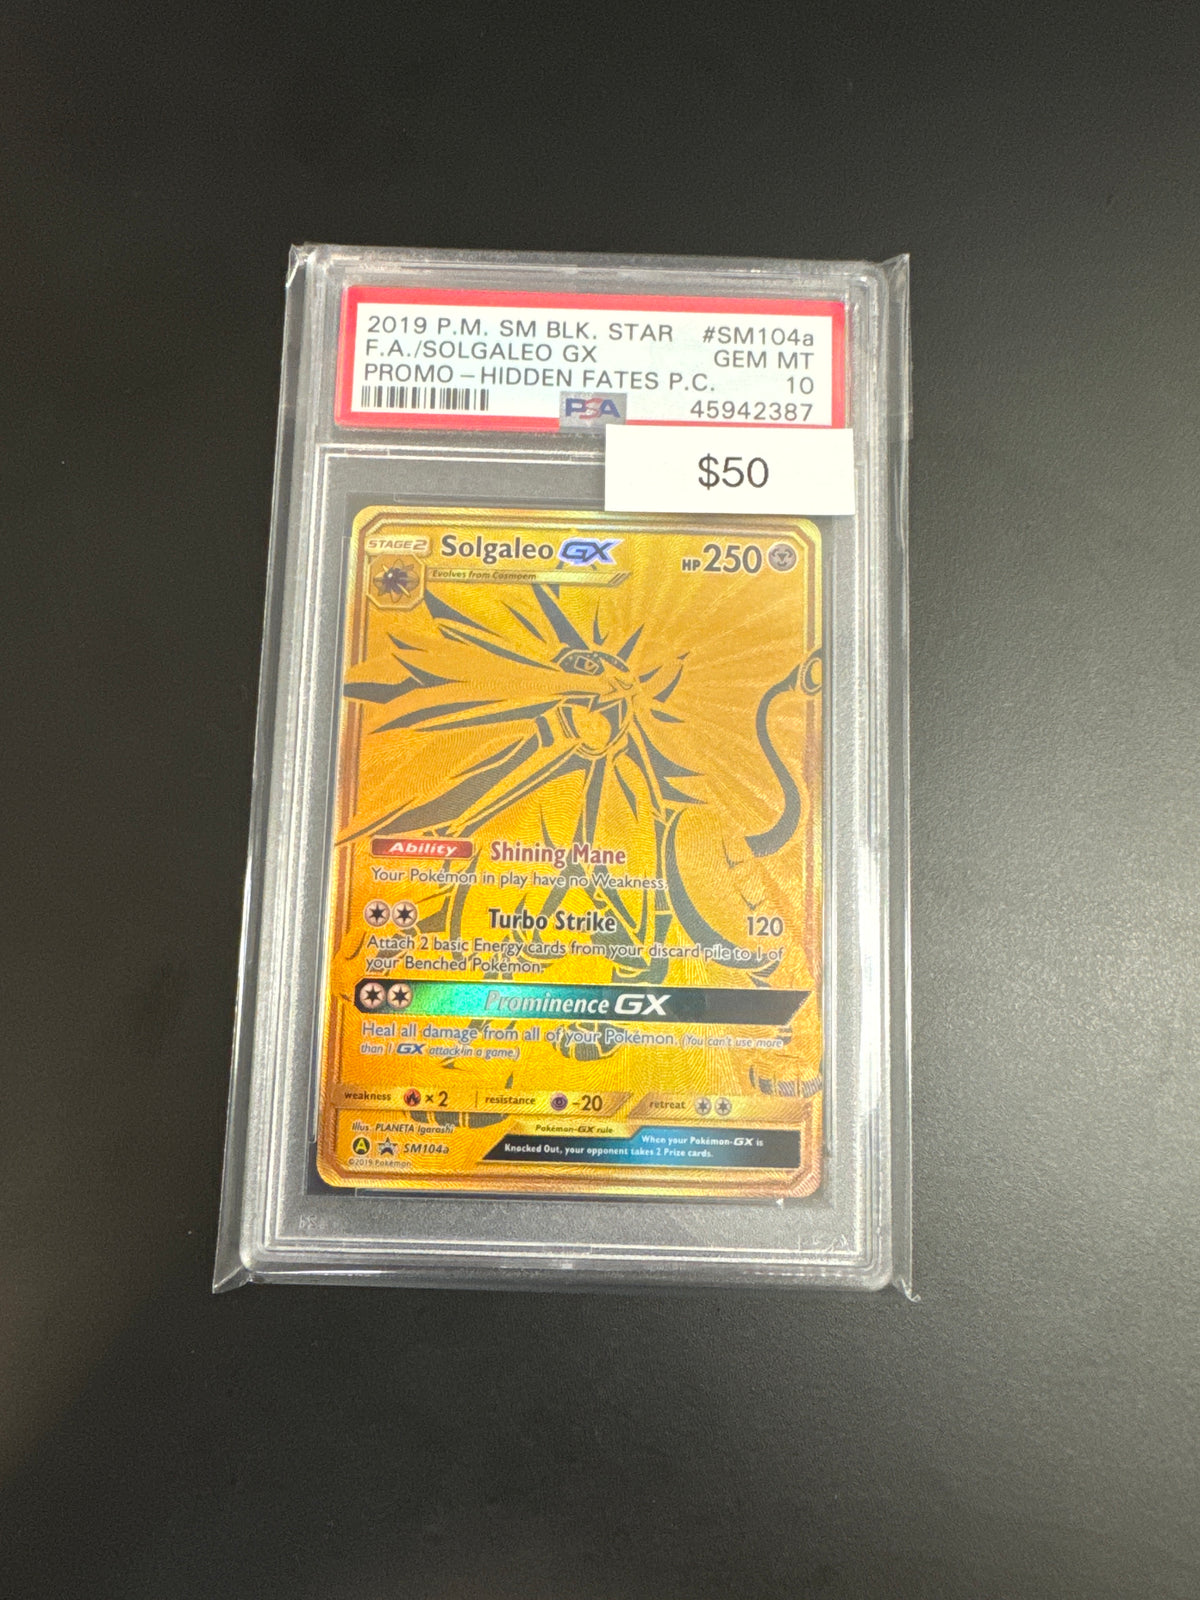 2019 P.M. SM BLK. STAR #SM104a
F.A./SOLGALEO GX GEM MT
PROMO - HIDDEN FATES P.C. 10
PSA 45942387
$50
STAGE 2 Solgaleo GX HP 250
Evolves from Cosmoem
Ability Shining Mane
Your Pokémon in play have no Weakness.
Turbo Strike 120
Attach 2 basic Energy cards from your discard pile to 1 of
your Benched Pokémon.
Prominence GX
Heal all damage from all of your Pokémon. (You can't use more
than 1 GX attack in a game.)
weakness ×2 resistance -20 retreat
Illus. PLANETA Igarashi Pokémon-GX rule When your Pokémon-GX is
A SM104a Knocked Out, your opponent takes 2 Prize cards.
©2019 Pokémon